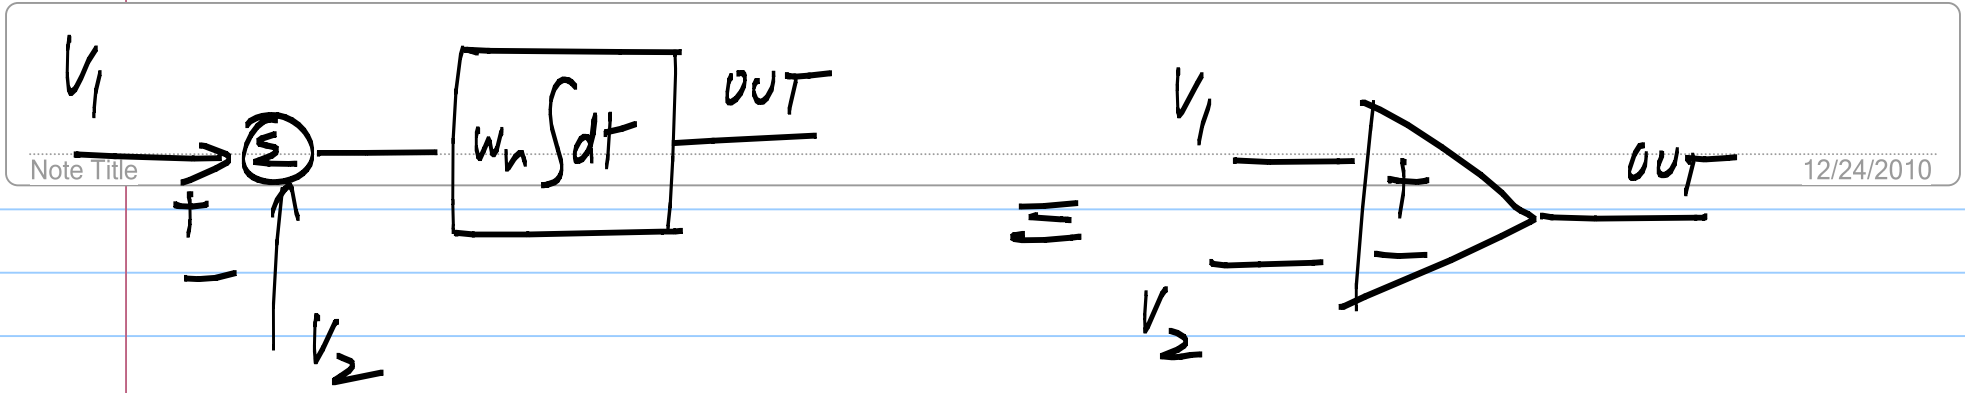 V1
Σ
+
−
V2
wn ∫dt
OUT
≡
V1
+
−
V2
OUT
Note Title
12/24/2010